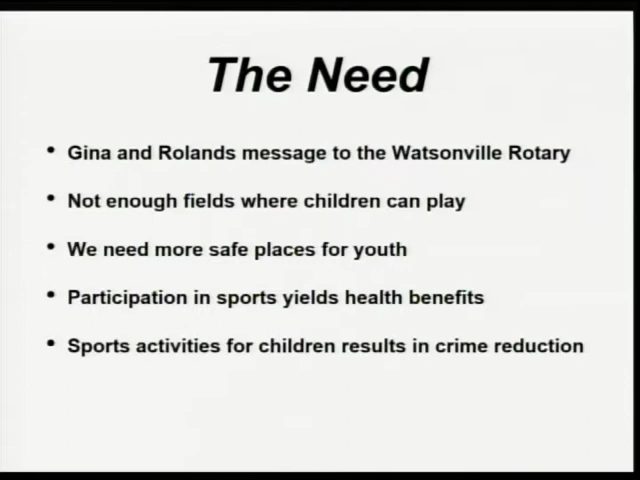 The Need
• Gina and Rolands message to the Watsonville Rotary
• Not enough fields where children can play
• We need more safe places for youth
• Participation in sports yields health benefits
• Sports activities for children results in crime reduction